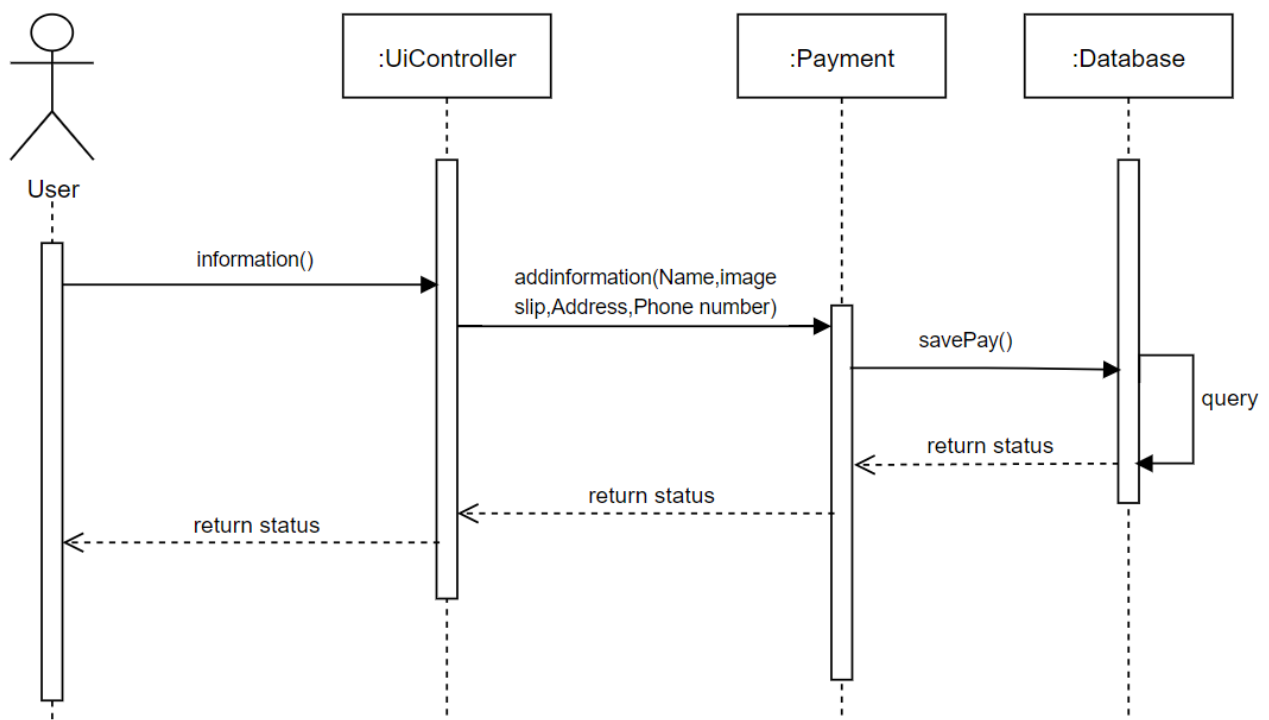 :UiController
:Payment
:Database
User
information()
addinformation(Name,image
slip,Address,Phone number)
savePay()
query
return status
return status
return status